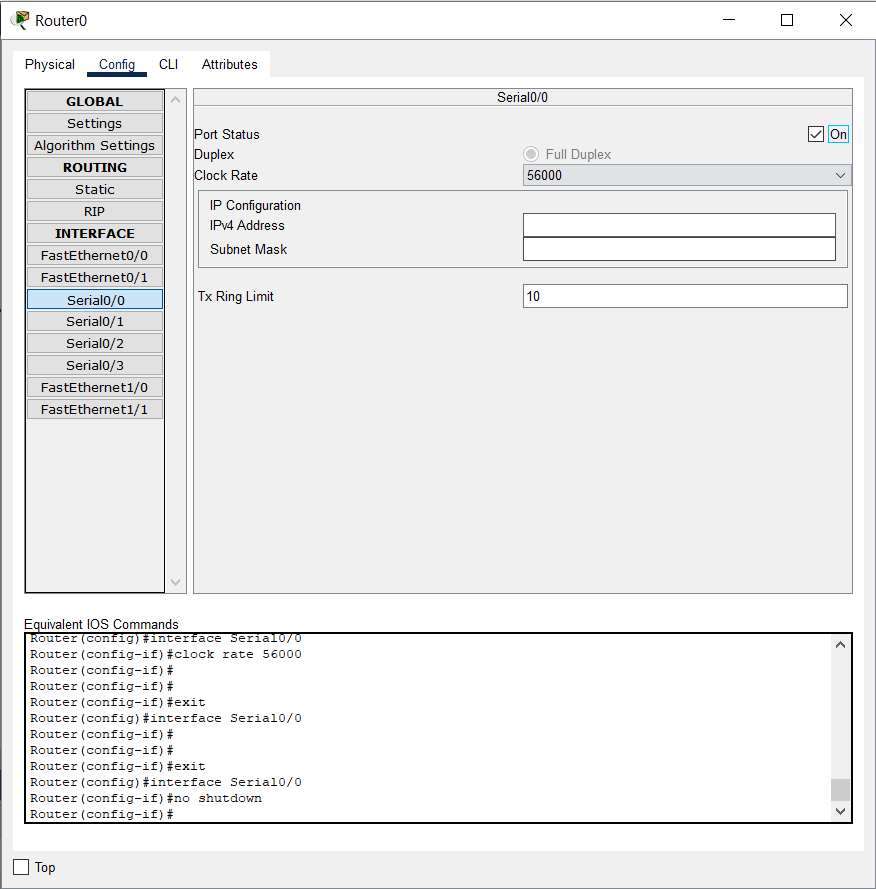 Router0
Physical Config CLI Attributes
GLOBAL
Settings
Algorithm Settings
ROUTING
Static
RIP
INTERFACE
FastEthernet0/0
FastEthernet0/1
Serial0/0
Serial0/1
Serial0/2
Serial0/3
FastEthernet1/0
FastEthernet1/1
Serial0/0
Port Status On
Duplex Full Duplex
Clock Rate 56000
IP Configuration
IPv4 Address
Subnet Mask
Tx Ring Limit 10
Equivalent IOS Commands
Router(config)#interface Serial0/0
Router(config-if)#clock rate 56000
Router(config-if)#
Router(config-if)#
Router(config-if)#exit
Router(config)#interface Serial0/0
Router(config-if)#
Router(config-if)#
Router(config-if)#exit
Router(config)#interface Serial0/0
Router(config-if)#no shutdown
Router(config-if)#
Top